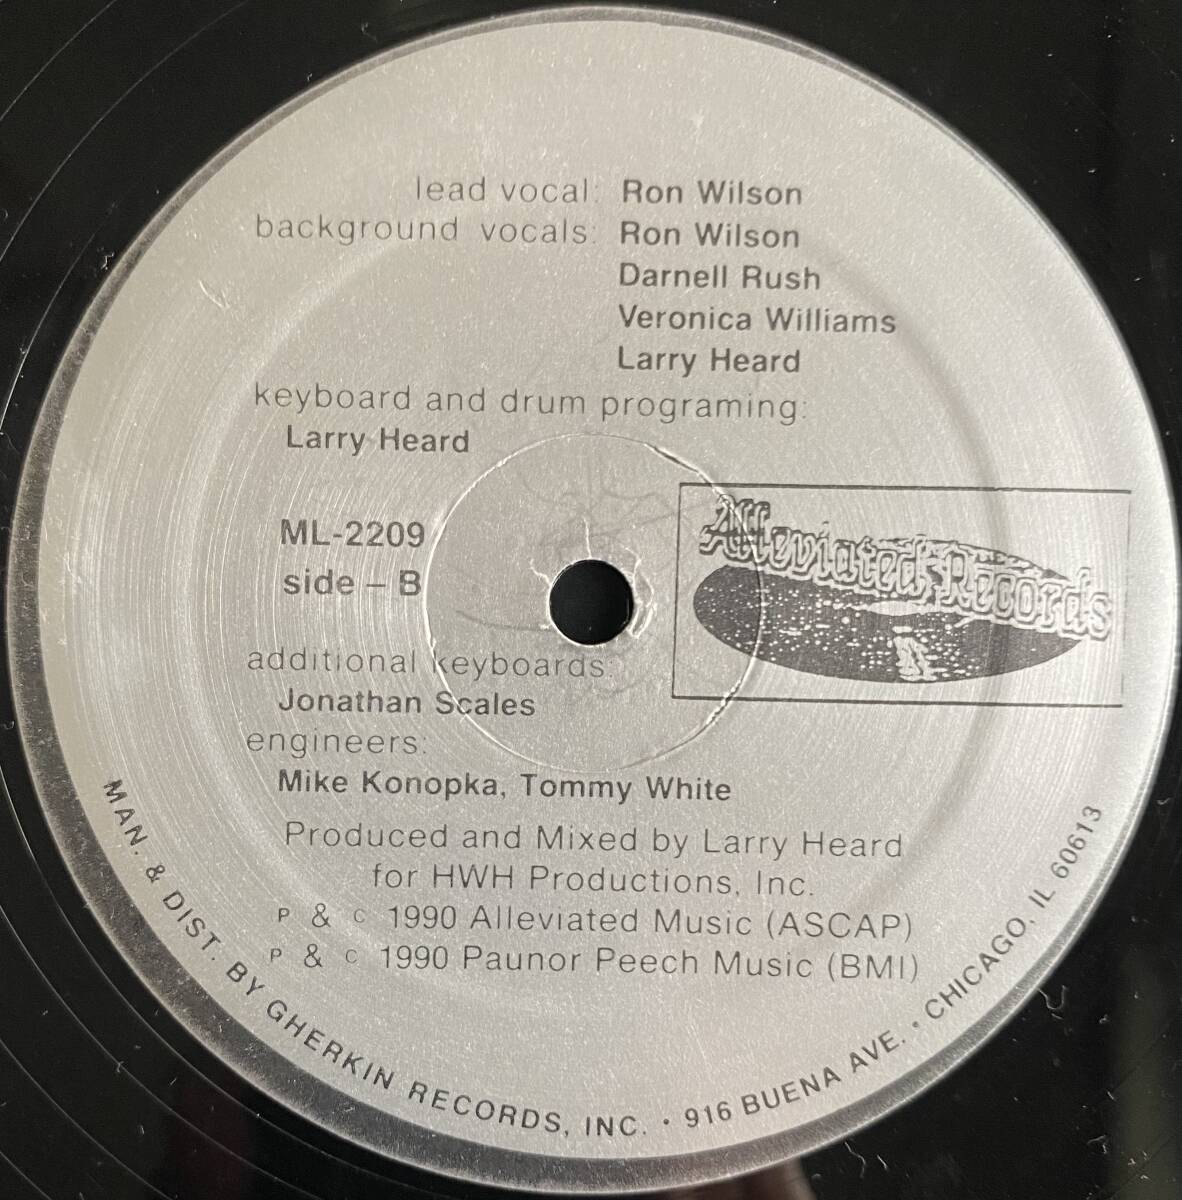 lead vocal: Ron Wilson
background vocals: Ron Wilson
Darnell Rush
Veronica Williams
Larry Heard
keyboard and drum programing:
Larry Heard
ML-2209
side – B
Alleviated Records
additional keyboards:
Jonathan Scales
engineers:
Mike Konopka, Tommy White
Produced and Mixed by Larry Heard
for HWH Productions, Inc.
P & C 1990 Alleviated Music (ASCAP)
P & C 1990 Paunor Peech Music (BMI)
MAN. & DIST. BY GHERKIN RECORDS, INC. • 916 BUENA AVE. • CHICAGO, IL 60613